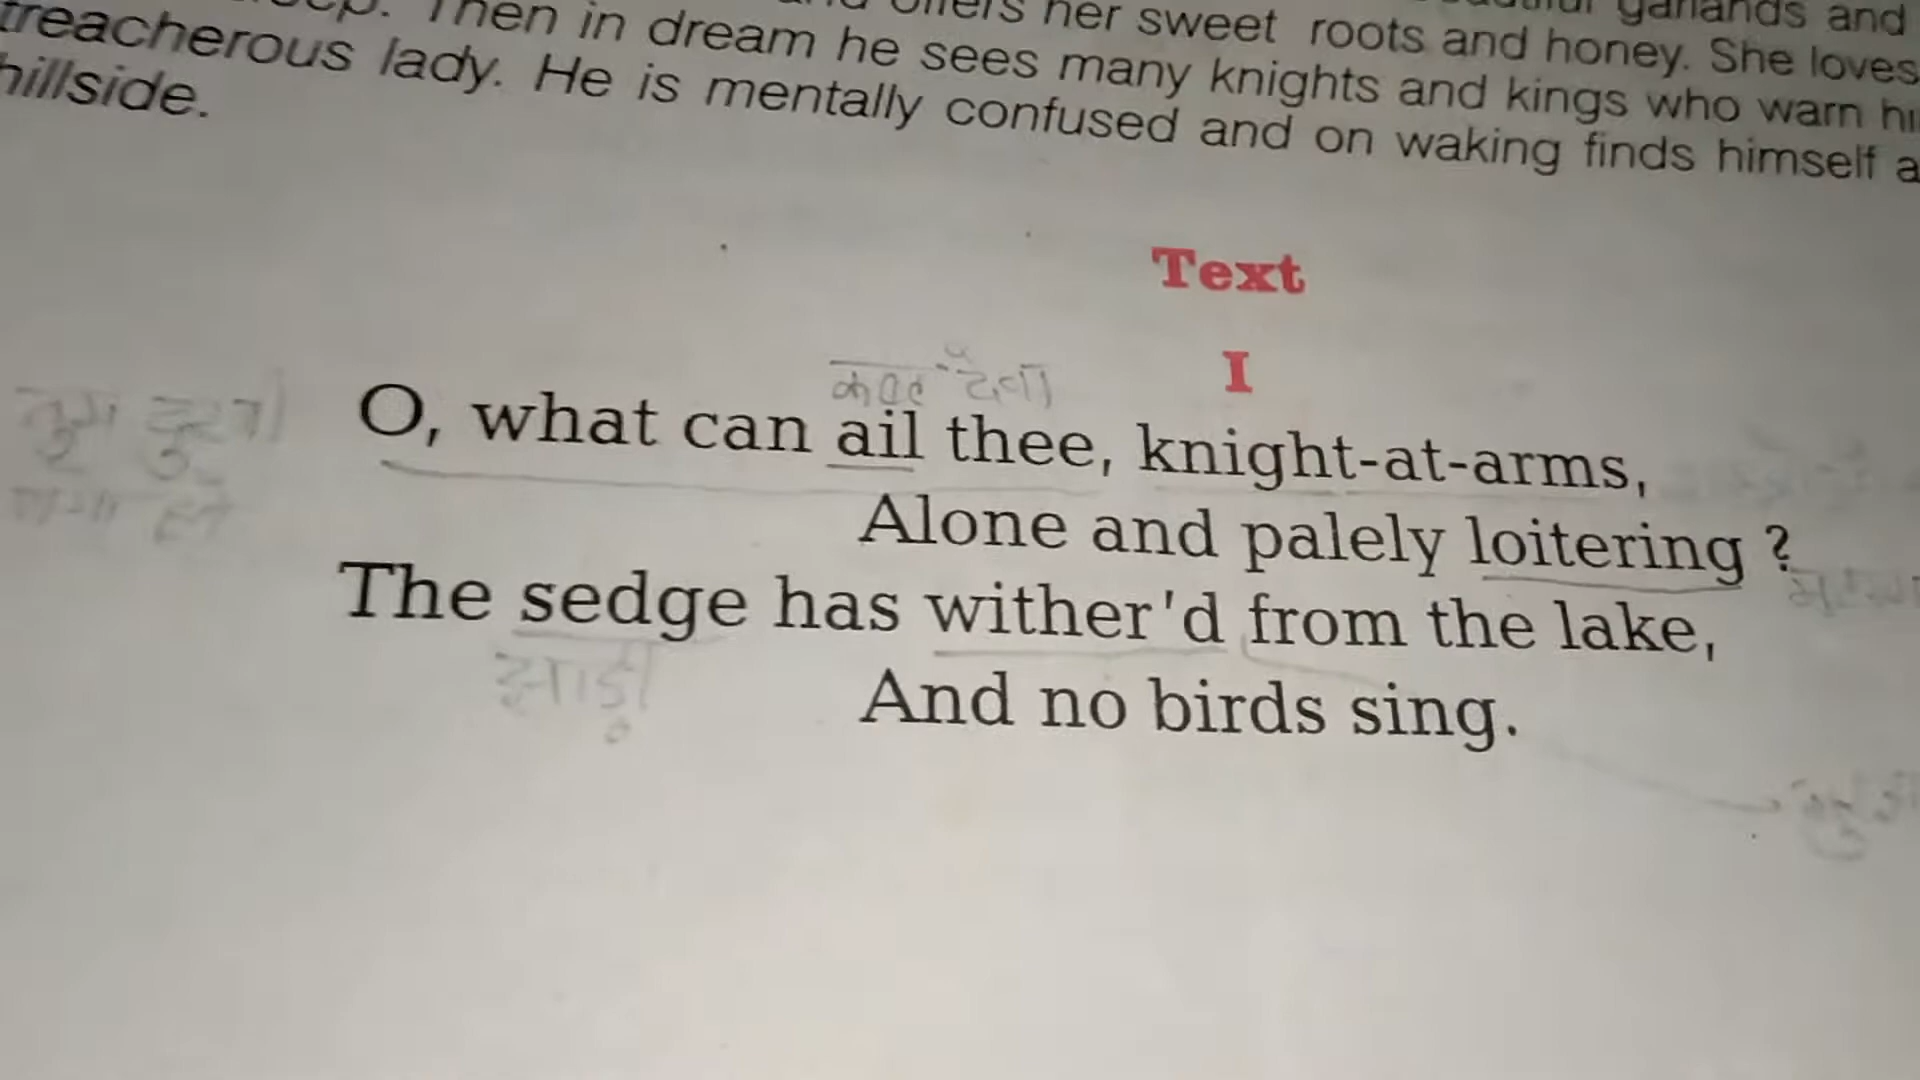 Then in dream he sees many knights and kings who warn
her sweet roots and honey. She loves
garlands and
treacherous lady. He is mentally confused and on waking finds himself
hillside.
Text
I
O, what can ail thee, knight-at-arms,
Alone and palely loitering ?
The sedge has wither'd from the lake,
झाड़ी
And no birds sing.